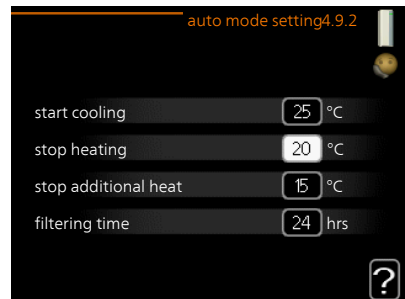 auto mode setting4.9.2
start cooling 25 °C
stop heating 20 °C
stop additional heat 15 °C
filtering time 24 hrs
?